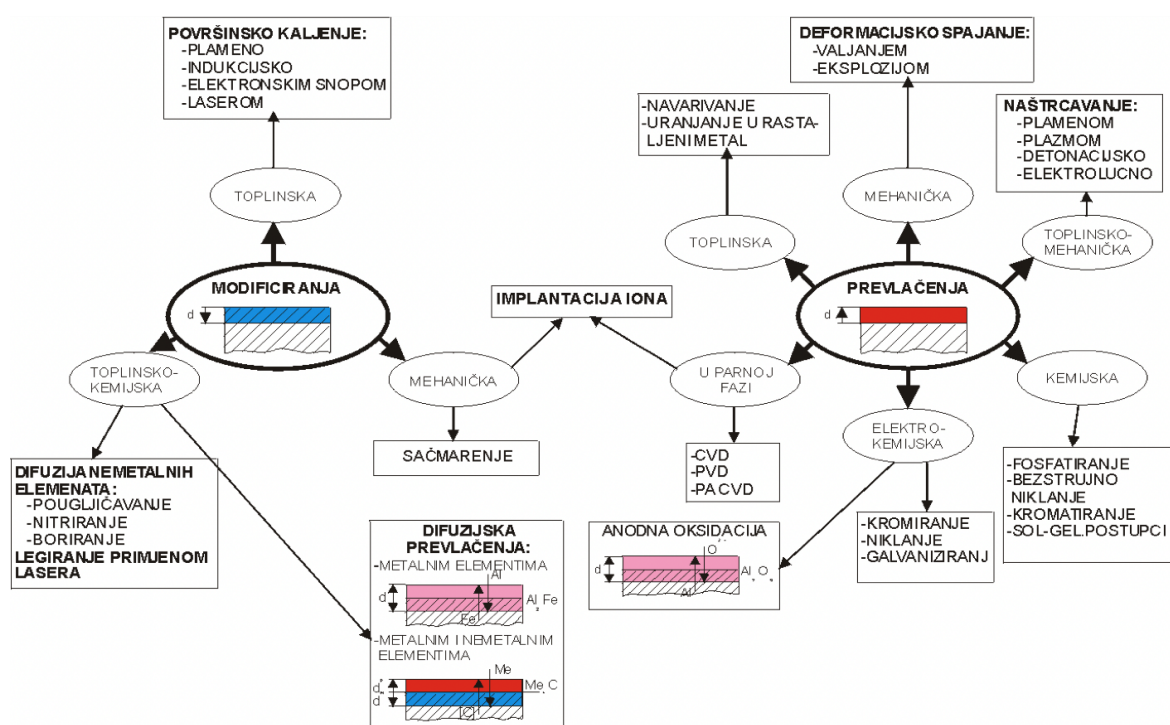 POVRŠINSKO KALJENJE:
-PLAMENO
-INDUKCIJSKO
-ELEKTRONSKIM SNOPOM
-LASEROM
DEFORMACIJSKO SPAJANJE:
-VALJANJEM
-EKSPLOZIJOM
-NAVARIVANJE
-URANJANJE U RASTA-
LJENI METAL
NAŠTRCAVANJE:
-PLAMENOM
-PLAZMOM
-DETONACIJSKO
-ELEKTROLUCNO
TOPLINSKA
MEHANIČKA
TOPLINSKA
TOPLINSKO-
MEHANIČKA
MODIFICIRANJA
d
IMPLANTACIJA IONA
PREVLAČENJA
d
TOPLINSKO-
KEMIJSKA
MEHANIČKA
U PARNOJ
FAZI
KEMIJSKA
ELEKTRO-
KEMIJSKA
SAČMARENJE
-CVD
-PVD
-PACVD
DIFUZIJA NEMETALNIH
ELEMENATA:
-POUGLJIČAVANJE
-NITRIRANJE
-BORIRANJE
LEGIRANJE PRIMJENOM
LASERA
-FOSFATIRANJE
-BEZSTRUJNO
NIKLANJE
-KROMATIRANJE
-SOL-GEL.POSTUPCI
-KROMIRANJE
-NIKLANJE
-GALVANIZIRANJ
DIFUZIJSKA
PREVLAČENJA:
-METALNIM ELEMENTIMA
Al
d
Al Fe
Fe
-METALNIM I NEMETALNIM
ELEMENTIMA
Me
d
Me C
d
[C]
ANODNA OKSIDACIJA
O
d
Al O
Al